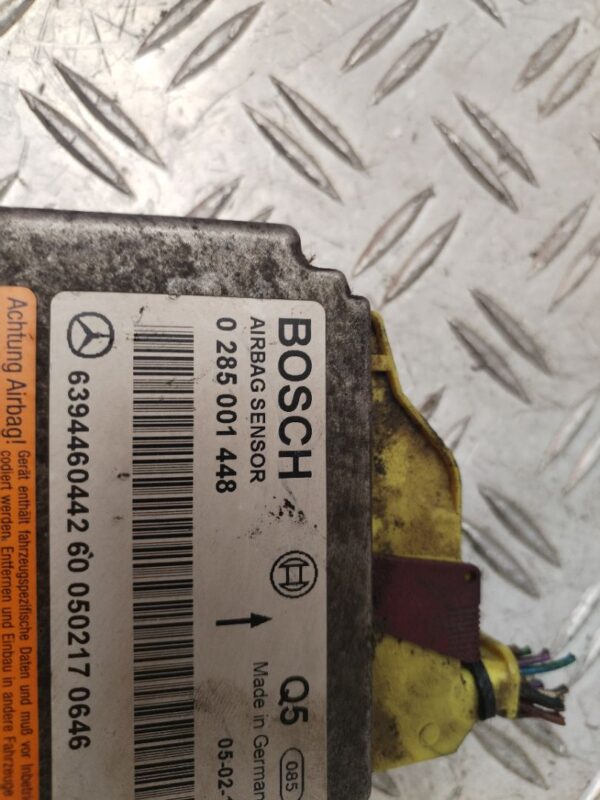 BOSCH Q5 085
AIRBAG SENSOR Made in German
0 285 001 448 05-02-
6394460442 60 050217 0646
Achtung Airbag! Gerät enthält fahrzeugspezifische Daten und muß vor Inbetri
codiert werden. Entfernen und Einbau in andere Fahrzeuge